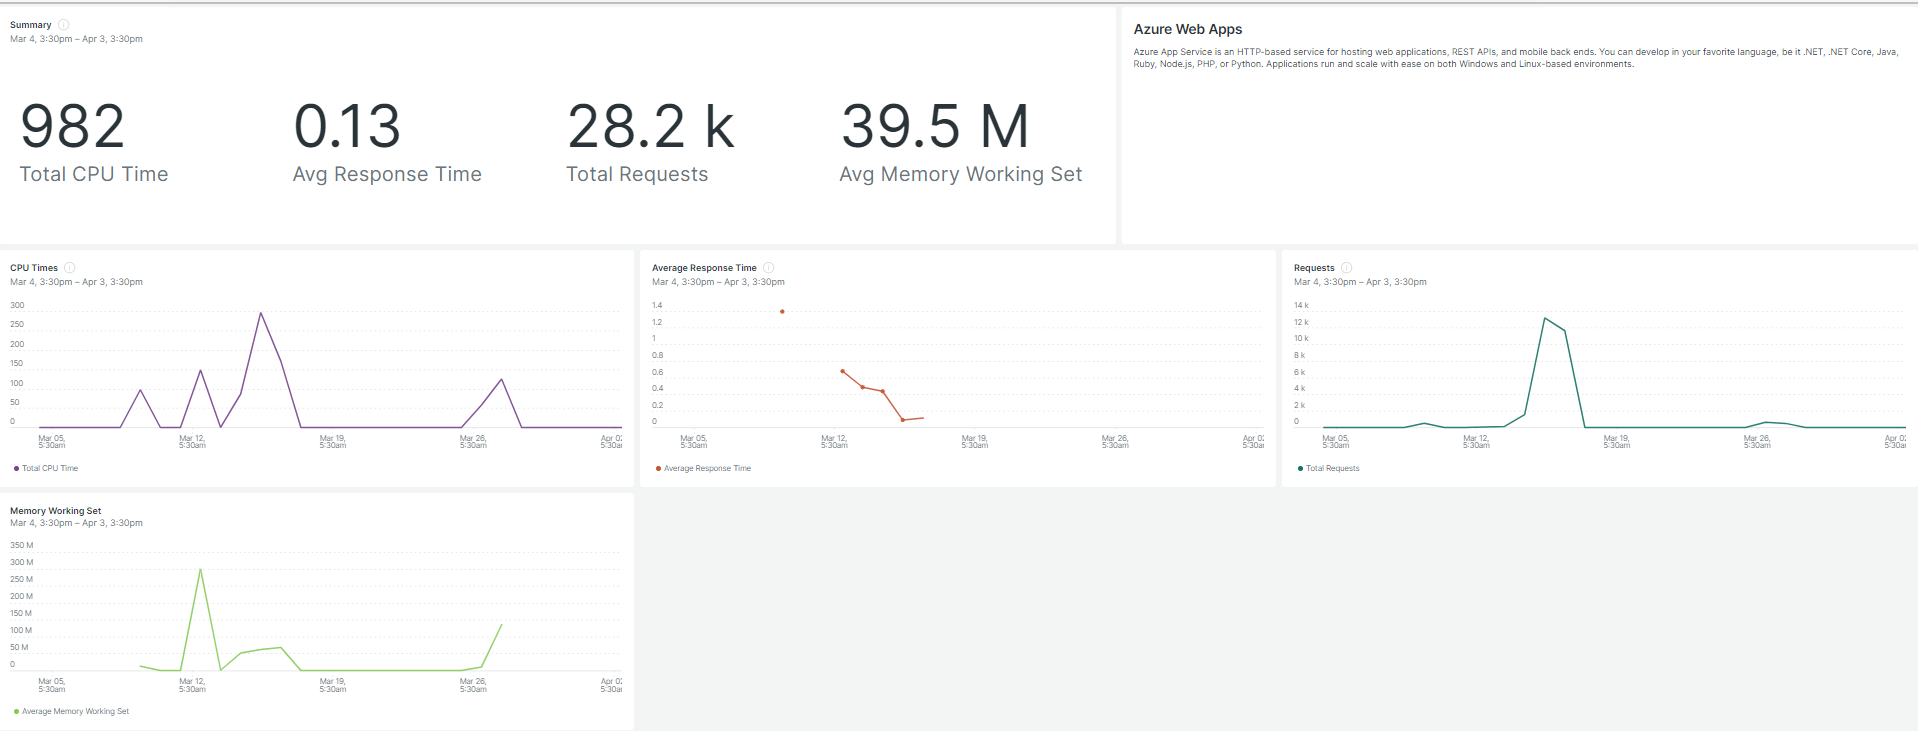 Summary
Mar 4, 3:30pm – Apr 3, 3:30pm
982
Total CPU Time
0.13
Avg Response Time
28.2 k
Total Requests
39.5 M
Avg Memory Working Set
Azure Web Apps
Azure App Service is an HTTP-based service for hosting web applications, REST APIs, and mobile back ends. You can develop in your favorite language, be it .NET, .NET Core, Java,
Ruby, Node.js, PHP, or Python. Applications run and scale with ease on both Windows and Linux-based environments.
CPU Times
Mar 4, 3:30pm – Apr 3, 3:30pm
300
250
200
150
100
50
0
Mar 05,
5:30am
Mar 12,
5:30am
Mar 19,
5:30am
Mar 26,
5:30am
Apr 02
5:30a
Total CPU Time
Average Response Time
Mar 4, 3:30pm – Apr 3, 3:30pm
1.4
1.2
1
0.8
0.6
0.4
0.2
0
Mar 05,
5:30am
Mar 12,
5:30am
Mar 19,
5:30am
Mar 26,
5:30am
Apr 02
5:30a
Average Response Time
Requests
Mar 4, 3:30pm – Apr 3, 3:30pm
14 k
12 k
10 k
8 k
6 k
4 k
2 k
0
Mar 05,
5:30am
Mar 12,
5:30am
Mar 19,
5:30am
Mar 26,
5:30am
Apr 02
5:30a
Total Requests
Memory Working Set
Mar 4, 3:30pm – Apr 3, 3:30pm
350 M
300 M
250 M
200 M
150 M
100 M
50 M
0
Mar 05,
5:30am
Mar 12,
5:30am
Mar 19,
5:30am
Mar 26,
5:30am
Apr 02
5:30a
Average Memory Working Set